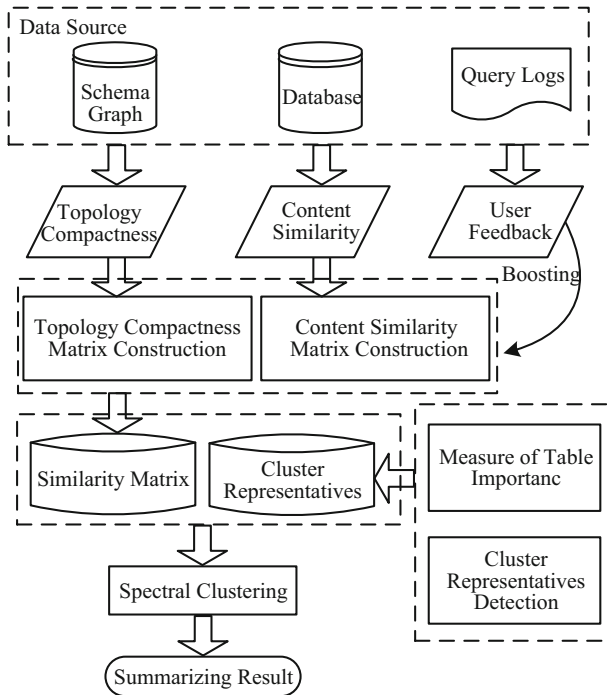 Data Source
Schema
Graph
Database
Query Logs
Topology
Compactness
Content
Similarity
User
Feedback
Boosting
Topology Compactness
Matrix Construction
Content Similarity
Matrix Construction
Similarity Matrix
Cluster
Representatives
Measure of Table
Importanc
Cluster
Representatives
Detection
Spectral Clustering
Summarizing Result